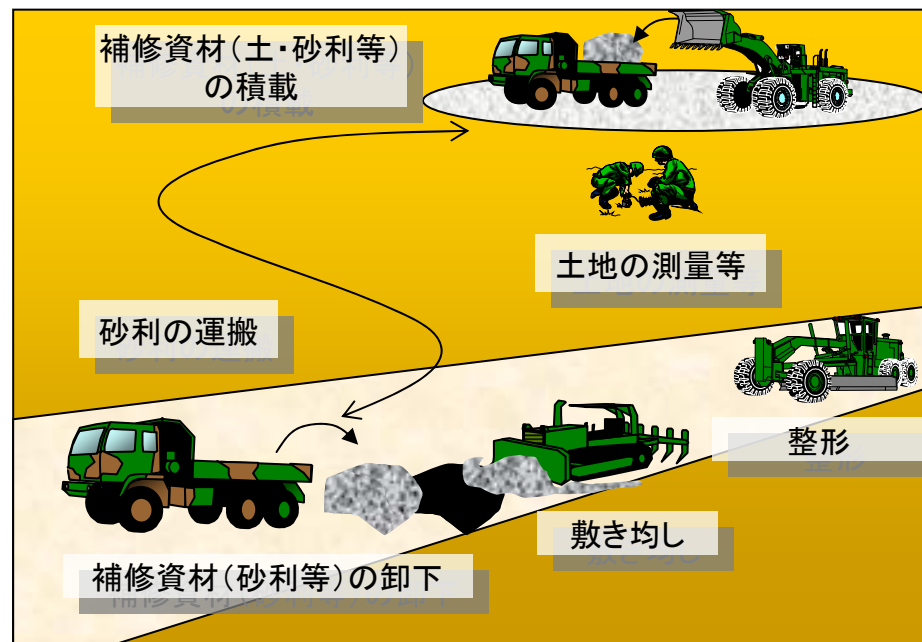 補修資材(土・砂利等)
の積載
土地の測量等
砂利の運搬
整形
敷き均し
補修資材(砂利等)の卸下